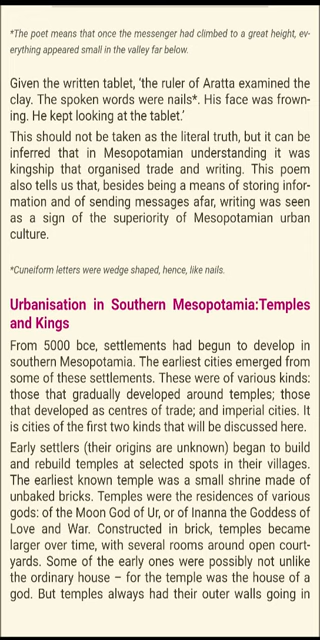 *The poet means that once the messenger had climbed to a great height, ev-
erything appeared small in the valley far below.
Given the written tablet, ‘the ruler of Aratta examined the
clay. The spoken words were nails*. His face was frown-
ing. He kept looking at the tablet.’
This should not be taken as the literal truth, but it can be
inferred that in Mesopotamian understanding it was
kingship that organised trade and writing. This poem
also tells us that, besides being a means of storing infor-
mation and of sending messages afar, writing was seen
as a sign of the superiority of Mesopotamian urban
culture.
*Cuneiform letters were wedge shaped, hence, like nails.
Urbanisation in Southern Mesopotamia:Temples
and Kings
From 5000 bce, settlements had begun to develop in
southern Mesopotamia. The earliest cities emerged from
some of these settlements. These were of various kinds:
those that gradually developed around temples; those
that developed as centres of trade; and imperial cities. It
is cities of the first two kinds that will be discussed here.
Early settlers (their origins are unknown) began to build
and rebuild temples at selected spots in their villages.
The earliest known temple was a small shrine made of
unbaked bricks. Temples were the residences of various
gods: of the Moon God of Ur, or of Inanna the Goddess of
Love and War. Constructed in brick, temples became
larger over time, with several rooms around open court-
yards. Some of the early ones were possibly not unlike
the ordinary house – for the temple was the house of a
god. But temples always had their outer walls going in